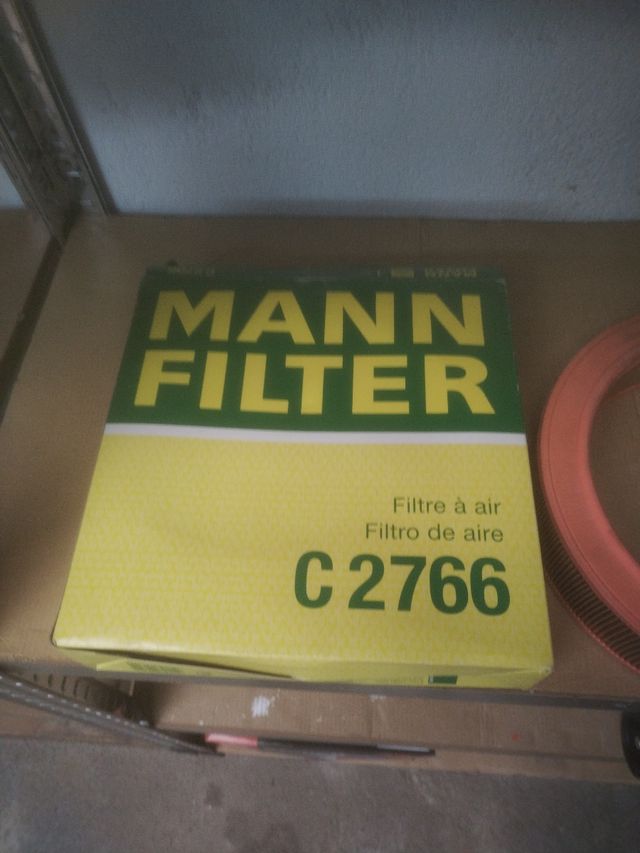 MANN
FILTER
Filtre à air
Filtro de aire
C 2766